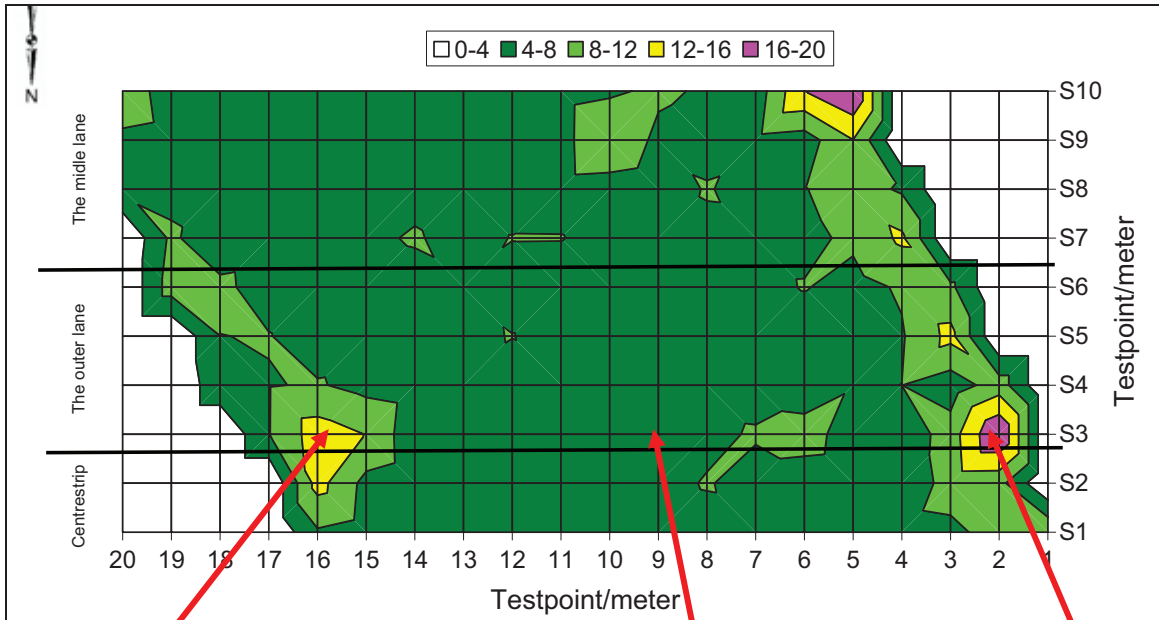 N
0-4 4-8 8-12 12-16 16-20
The midle lane
The outer lane
Centrestrip
S10
S9
S8
S7
S6
S5
S4
S3
S2
S1
Testpoint/meter
20 19 18 17 16 15 14 13 12 11 10 9 8 7 6 5 4 3 2 1
Testpoint/meter